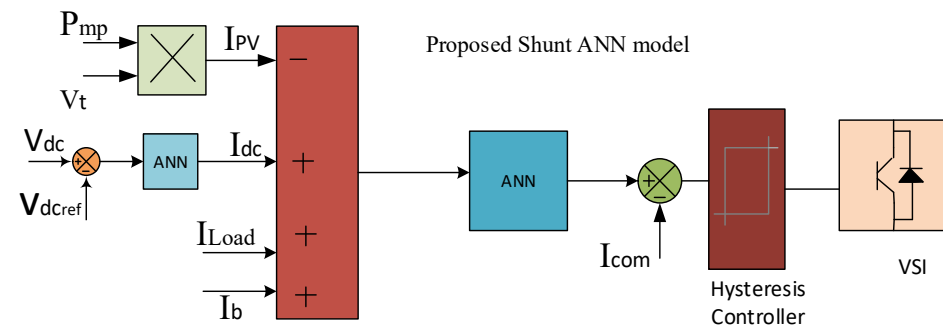 Pmp
IPV
Proposed Shunt ANN model
Vt
Vdc
Idc
ANN
ANN
Vdcref
ILoad
Icom
Ib
Hysteresis
Controller
VSI